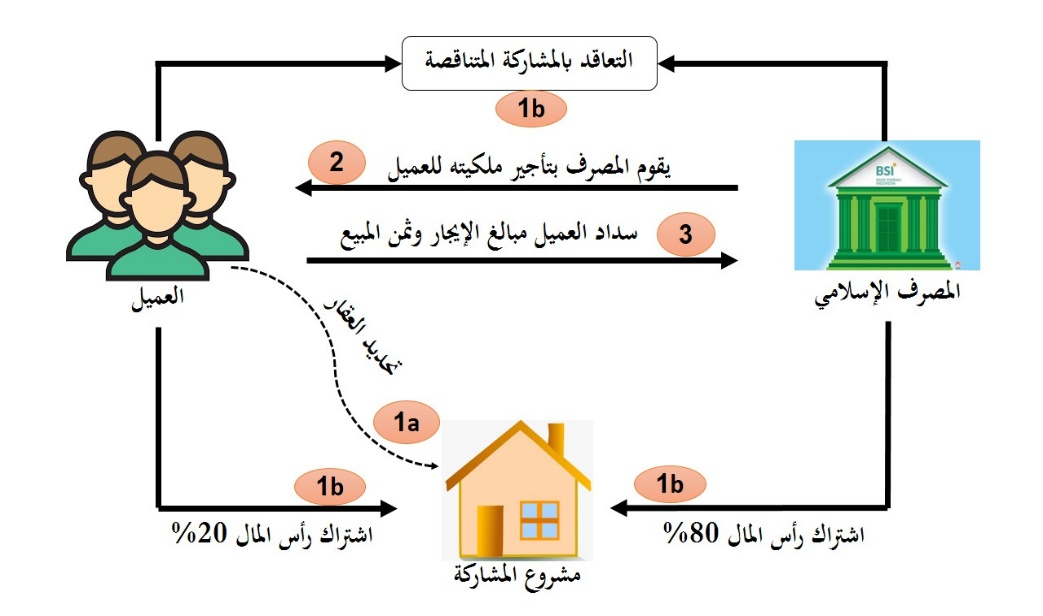 التعاقد بالمشاركة المتناقصة
1b
2
يقوم المصرف بتأجير ملكيته للعميل
BSI
3
سداد العميل مبالغ الإيجار وثمن المبيع
العميل
المصرف الإسلامي
تحديد العقار
1a
1b
1b
اشتراك رأس المال 20%
اشتراك رأس المال 80%
مشروع المشاركة